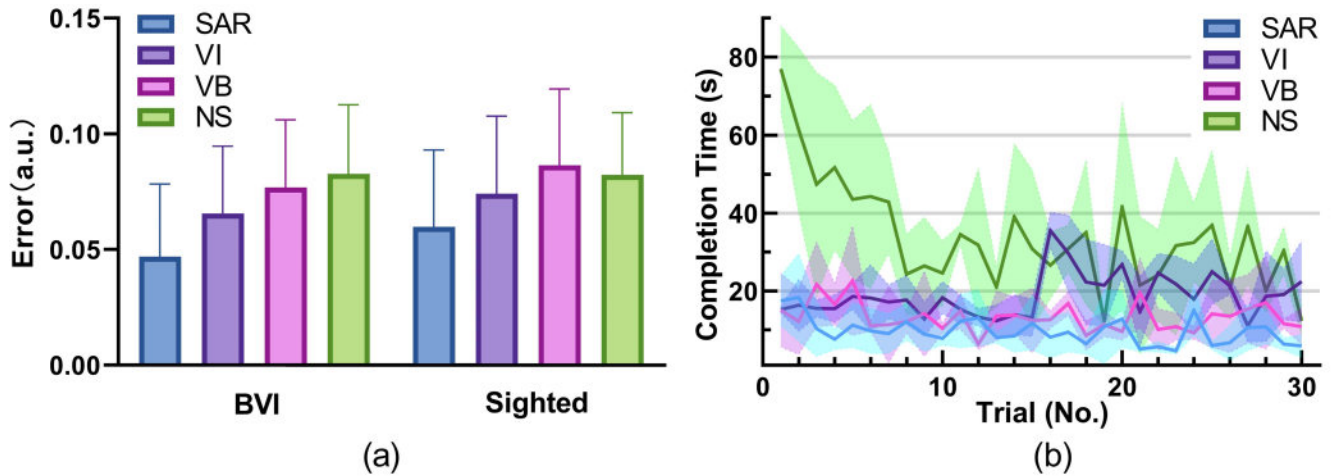 0.15
0.10
0.05
0.00
Error(a.u.)
SAR
VI
VB
NS
BVI
Sighted
(a)
80
60
40
20
Completion Time (s)
SAR
VI
VB
NS
0
10
20
30
Trial (No.)
(b)